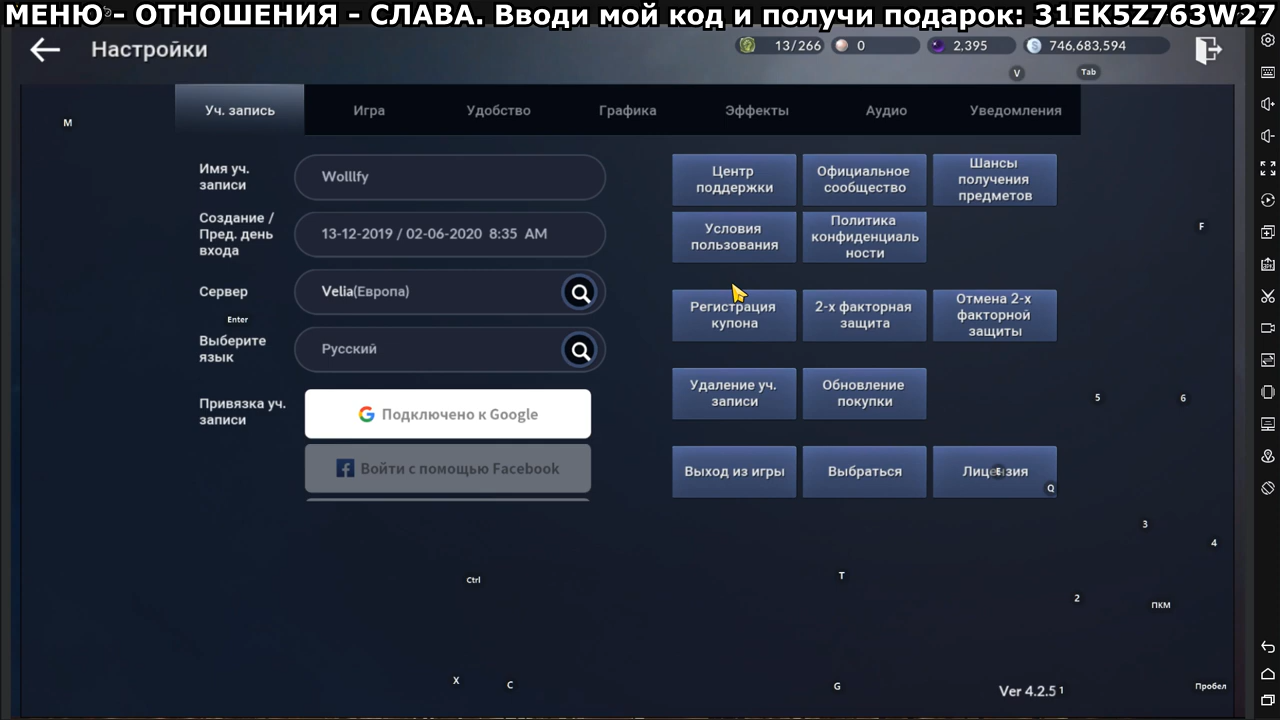 МЕНЮ - ОТНОШЕНИЯ - СЛАВА. Вводи мой код и получи подарок: 31EK5Z763W27
Настройки
13/266
0
2,395
746,683,594
V
Tab
M
Уч. запись
Игра
Удобство
Графика
Эффекты
Аудио
Уведомления
Имя уч.
записи
Wolllfy
Создание /
Пред. день
входа
13-12-2019 / 02-06-2020 8:35 AM
Сервер
Velia(Европа)
Enter
Выберите
язык
Русский
Привязка уч.
записи
Подключено к Google
Войти с помощью Facebook
Центр
поддержки
Официальное
сообщество
Шансы
получения
предметов
Условия
пользования
Политика
конфиденциаль
ности
F
Регистрация
купона
2-х факторная
защита
Отмена 2-х
факторной
защиты
Удаление уч.
записи
Обновление
покупки
5
6
Выход из игры
Выбраться
Лицензия
E
Q
3
4
Ctrl
T
2
ПКМ
X
C
G
Ver 4.2.5
1
Пробел